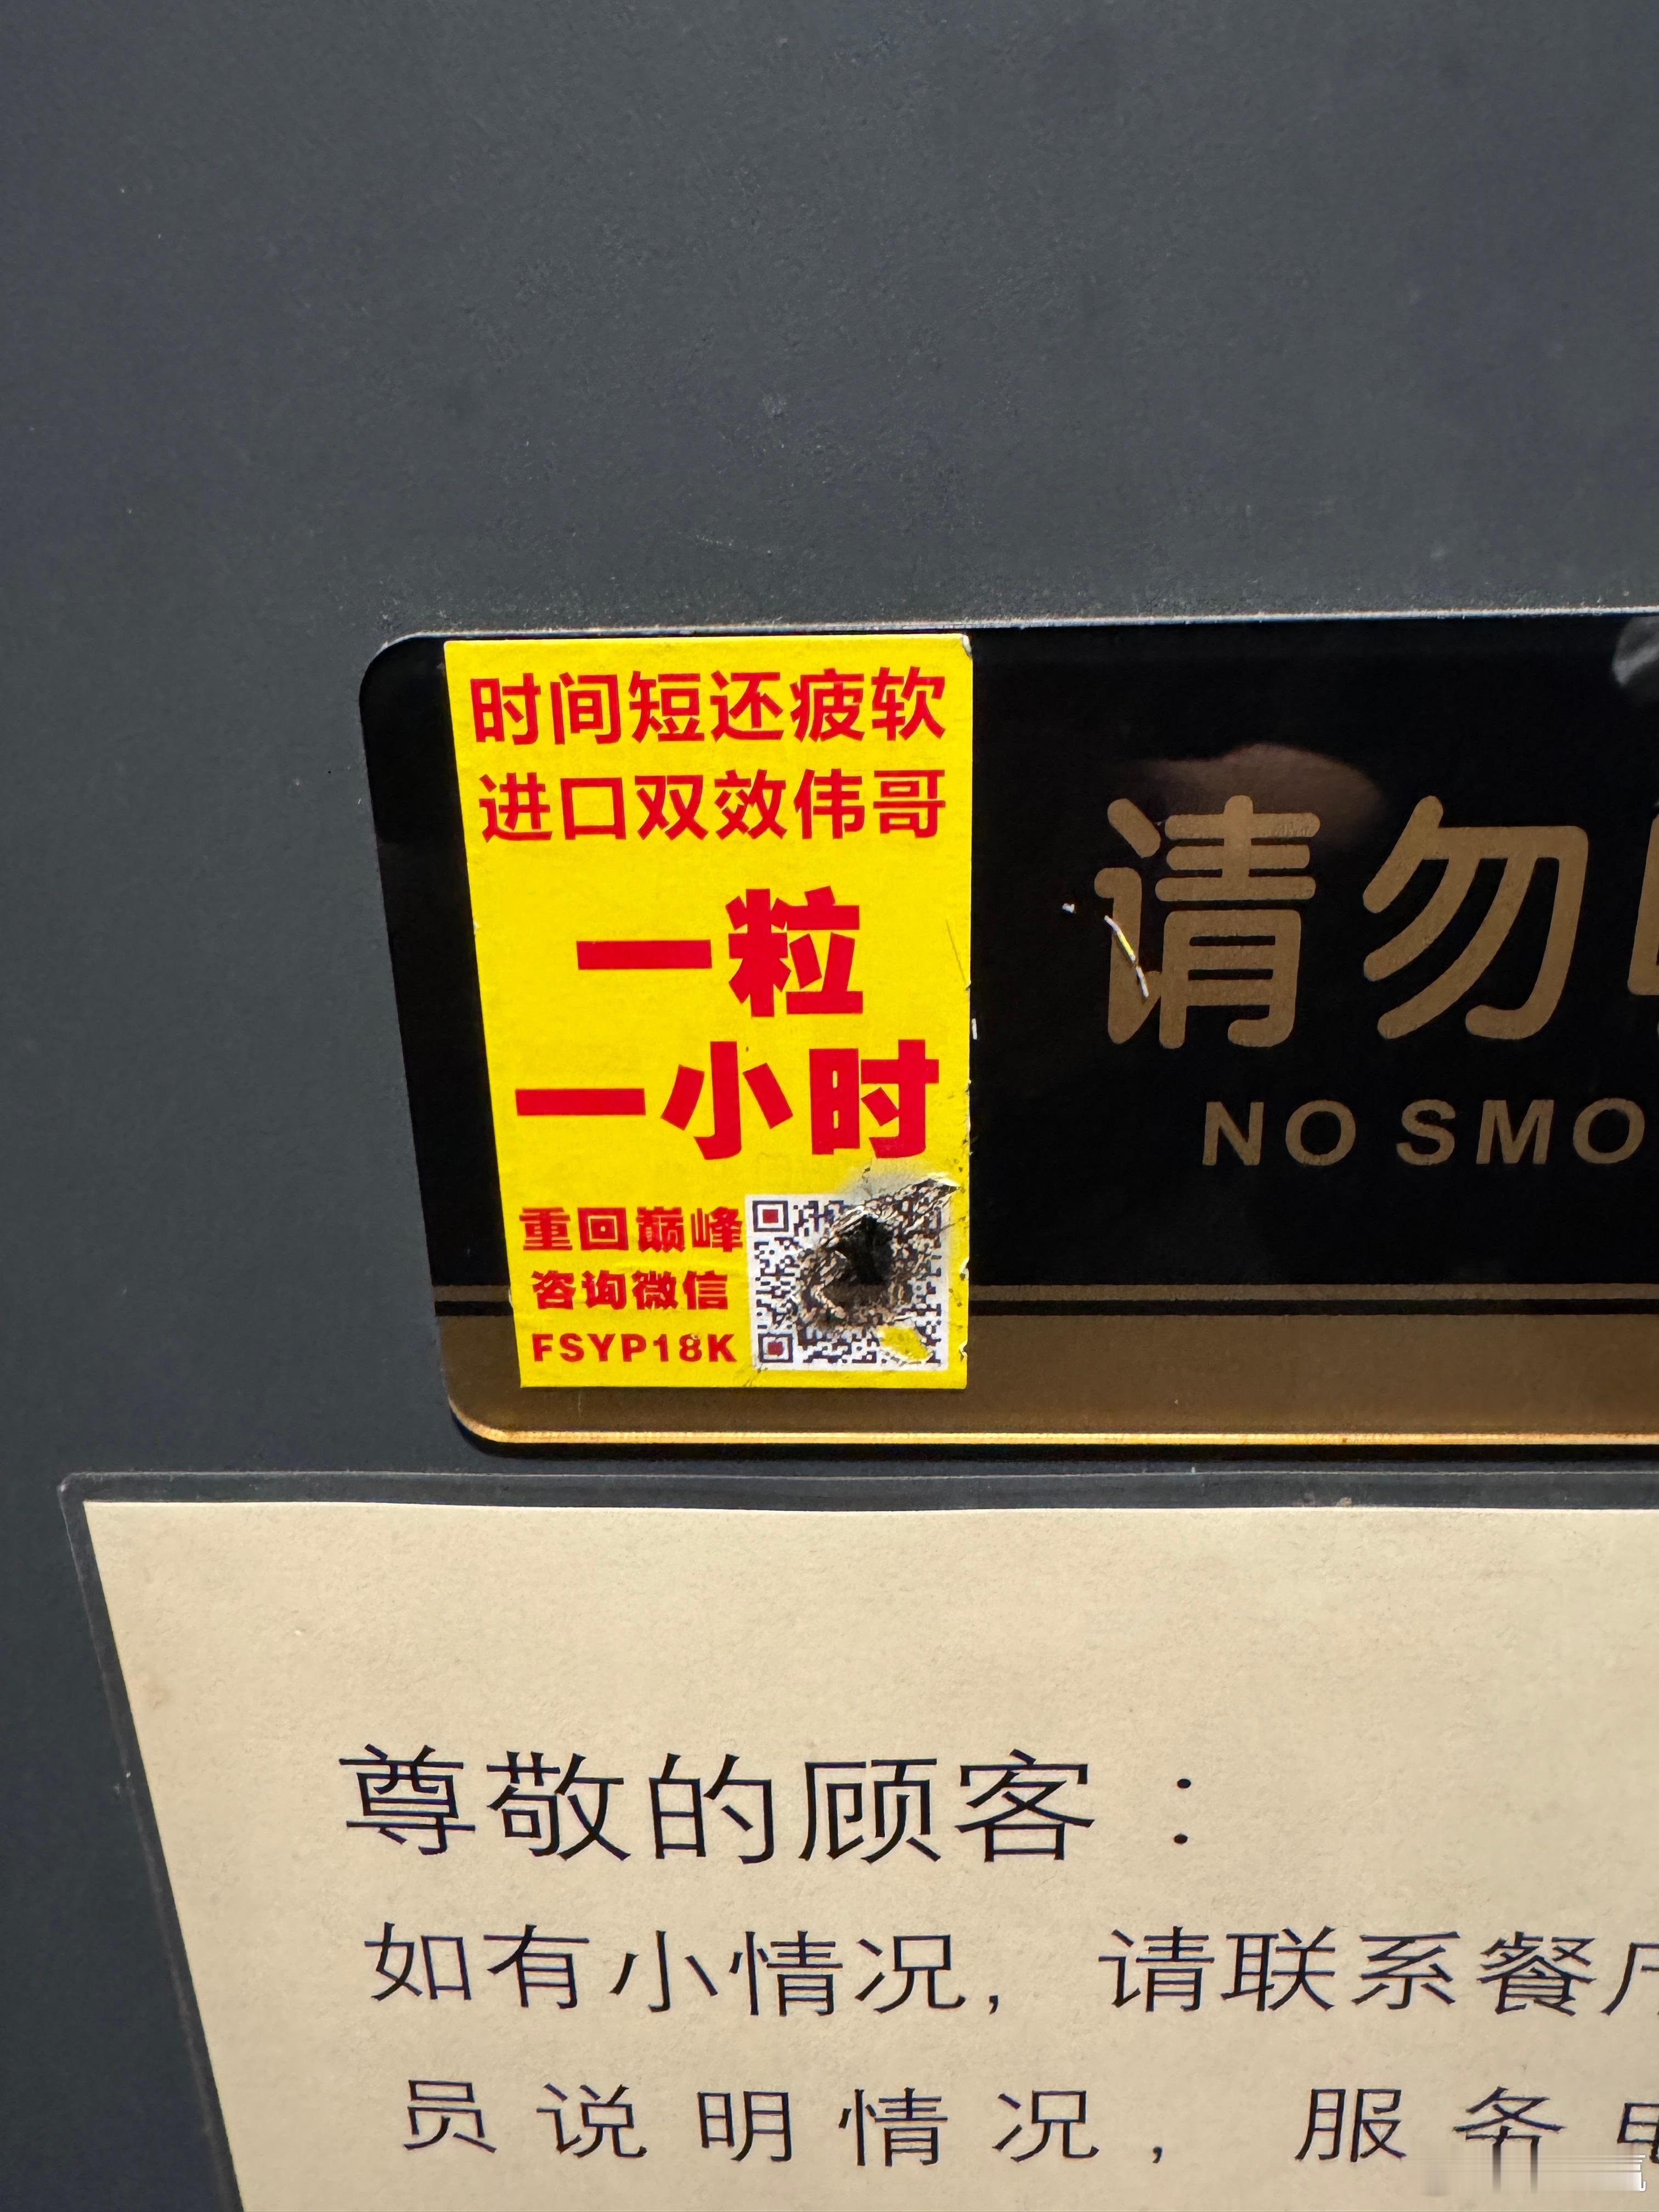 时间短还疲软
进口双效伟哥
一粒
一小时
重回巅峰
咨询微信
FSYP18K
请勿
NO SMO
尊敬的顾客：
如有小情况，请联系餐
员说明情况，服务